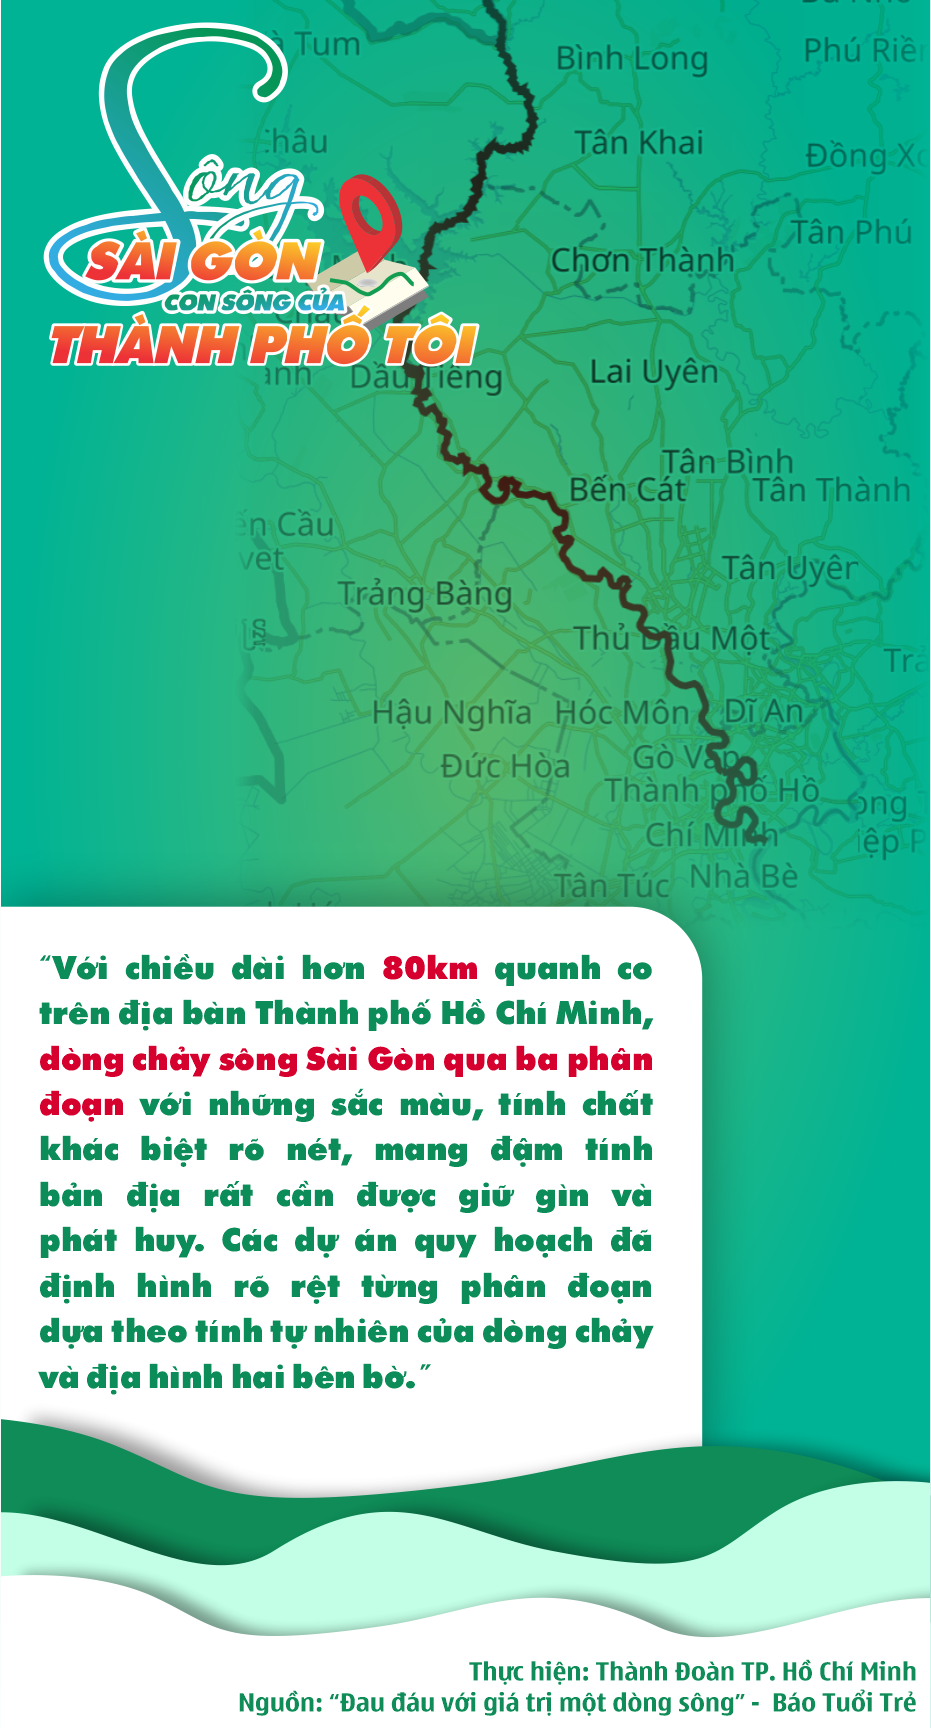 Sông
SÀI GÒN
CON SÔNG CỦA
THÀNH PHỐ TÔI
Tum
Bình Long
Phú Riề
Tân Khai
Đồng Xo
Tân Phú
Chơn Thành
Dầu Tiếng
Lai Uyên
Tân Bình
Bến Cát
Tân Thành
Cầu
vet
Tân Uyên
Trảng Bàng
Thủ Dầu Một
Hậu Nghĩa
Hóc Môn
Dĩ An
Gò Vấp
Đức Hòa
Thành phố Hồ
Chí Minh
Nhà Bè
Tân Túc
“Với chiều dài hơn 80km quanh co
trên địa bàn Thành phố Hồ Chí Minh,
dòng chảy sông Sài Gòn qua ba phân
đoạn với những sắc màu, tính chất
khác biệt rõ nét, mang đậm tính
bản địa rất cần được giữ gìn và
phát huy. Các dự án quy hoạch đã
định hình rõ rệt từng phân đoạn
dựa theo tính tự nhiên của dòng chảy
và địa hình hai bên bờ.”
Thực hiện: Thành Đoàn TP. Hồ Chí Minh
Nguồn: “Đau đáu với giá trị một dòng sông” - Báo Tuổi Trẻ